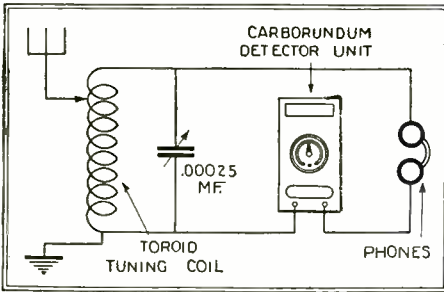 CARBORUNDUM
DETECTOR UNIT
.00025
MF.
TOROID
TUNING COIL
PHONES